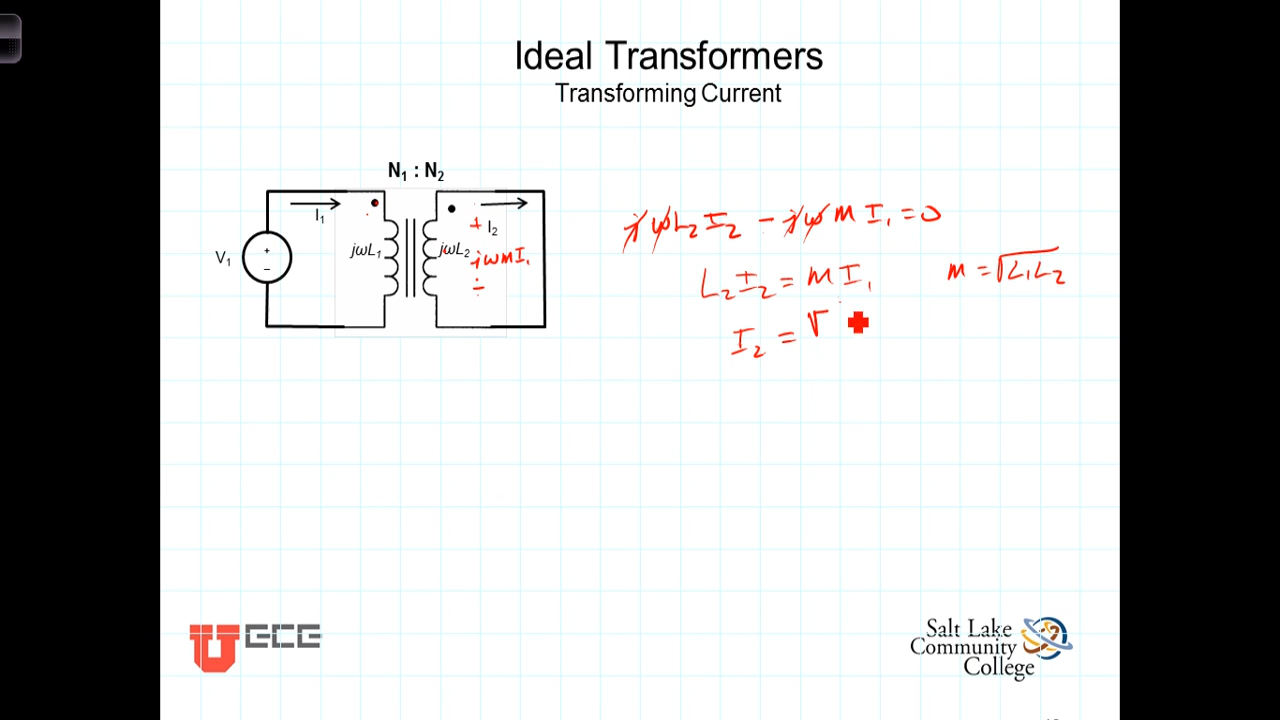 Ideal Transformers
Transforming Current
N₁ : N₂
I₁
I₂
V₁
+
–
jωL₁
jωL₂
+
jωmI₁
–
jωL₂I₂ − jωmI₁ = 0
L₂I₂ = mI₁
m = √L₁L₂
I₂ = √
U ECE
Salt Lake
Community
College